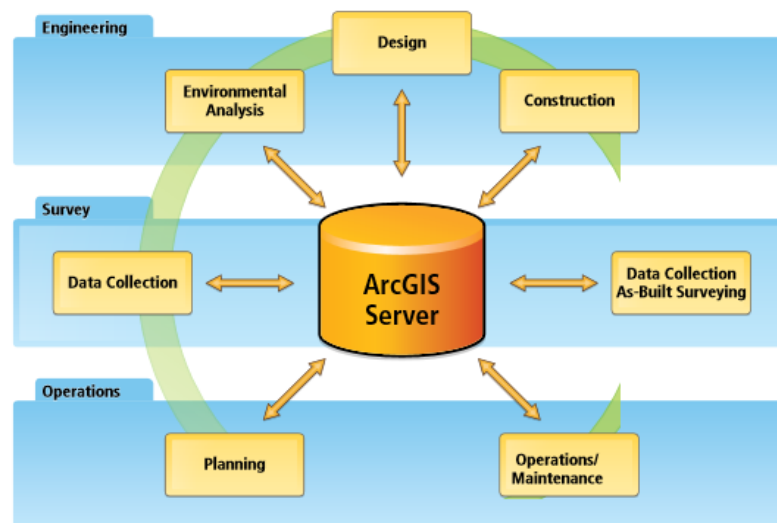 Engineering
Design
Environmental
Analysis
Construction
Survey
Data Collection
ArcGIS
Server
Data Collection
As-Built Surveying
Operations
Planning
Operations/
Maintenance